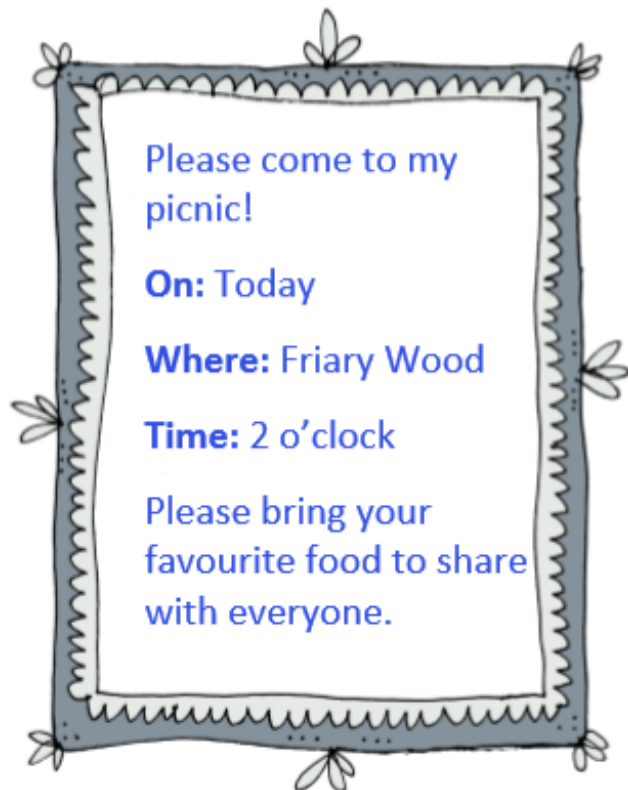 Please come to my
picnic!
On: Today
Where: Friary Wood
Time: 2 o’clock
Please bring your
favourite food to share
with everyone.